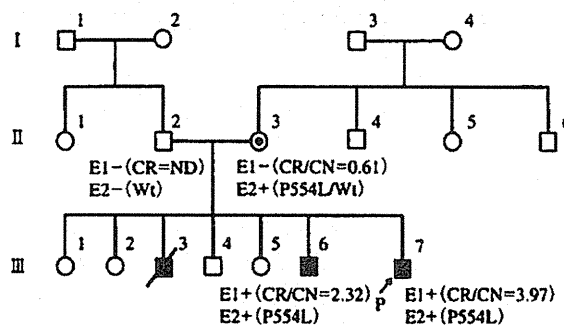 I 1 2 3 4
II 1 2 3 4 5
E1-(CR=ND) E1-(CR/CN=0.61)
E2-(Wt) E2+(P554L/Wt)
III 1 2 3 4 5 6 7
P
E1+(CR/CN=2.32) E1+(CR/CN=3.97)
E2+(P554L) E2+(P554L)